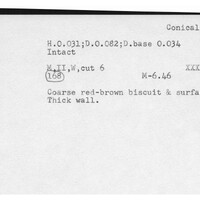 Conical
H.0.031;D.0.082;D.base 0.034
Intact
M.II,W,cut 6 XXX
168 M-6.46
Coarse red-brown biscuit & surfa
Thick wall.